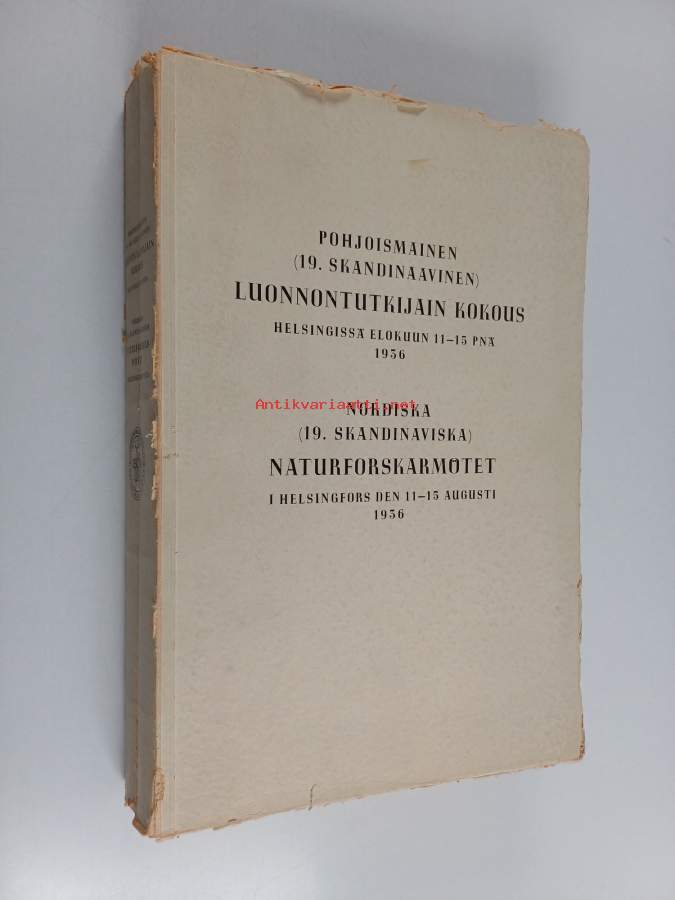 POHJOISMAINEN
(19. SKANDINAAVINEN)
LUONNONTUTKIJAIN KOKOUS
HELSINGISSÄ ELOKUUN 11–15 PNÄ
1936
Antikvariaatti.net
NORDISKA
(19. SKANDINAVISKA)
NATURFORSKARMÖTET
I HELSINGFORS DEN 11–15 AUGUSTI
1936